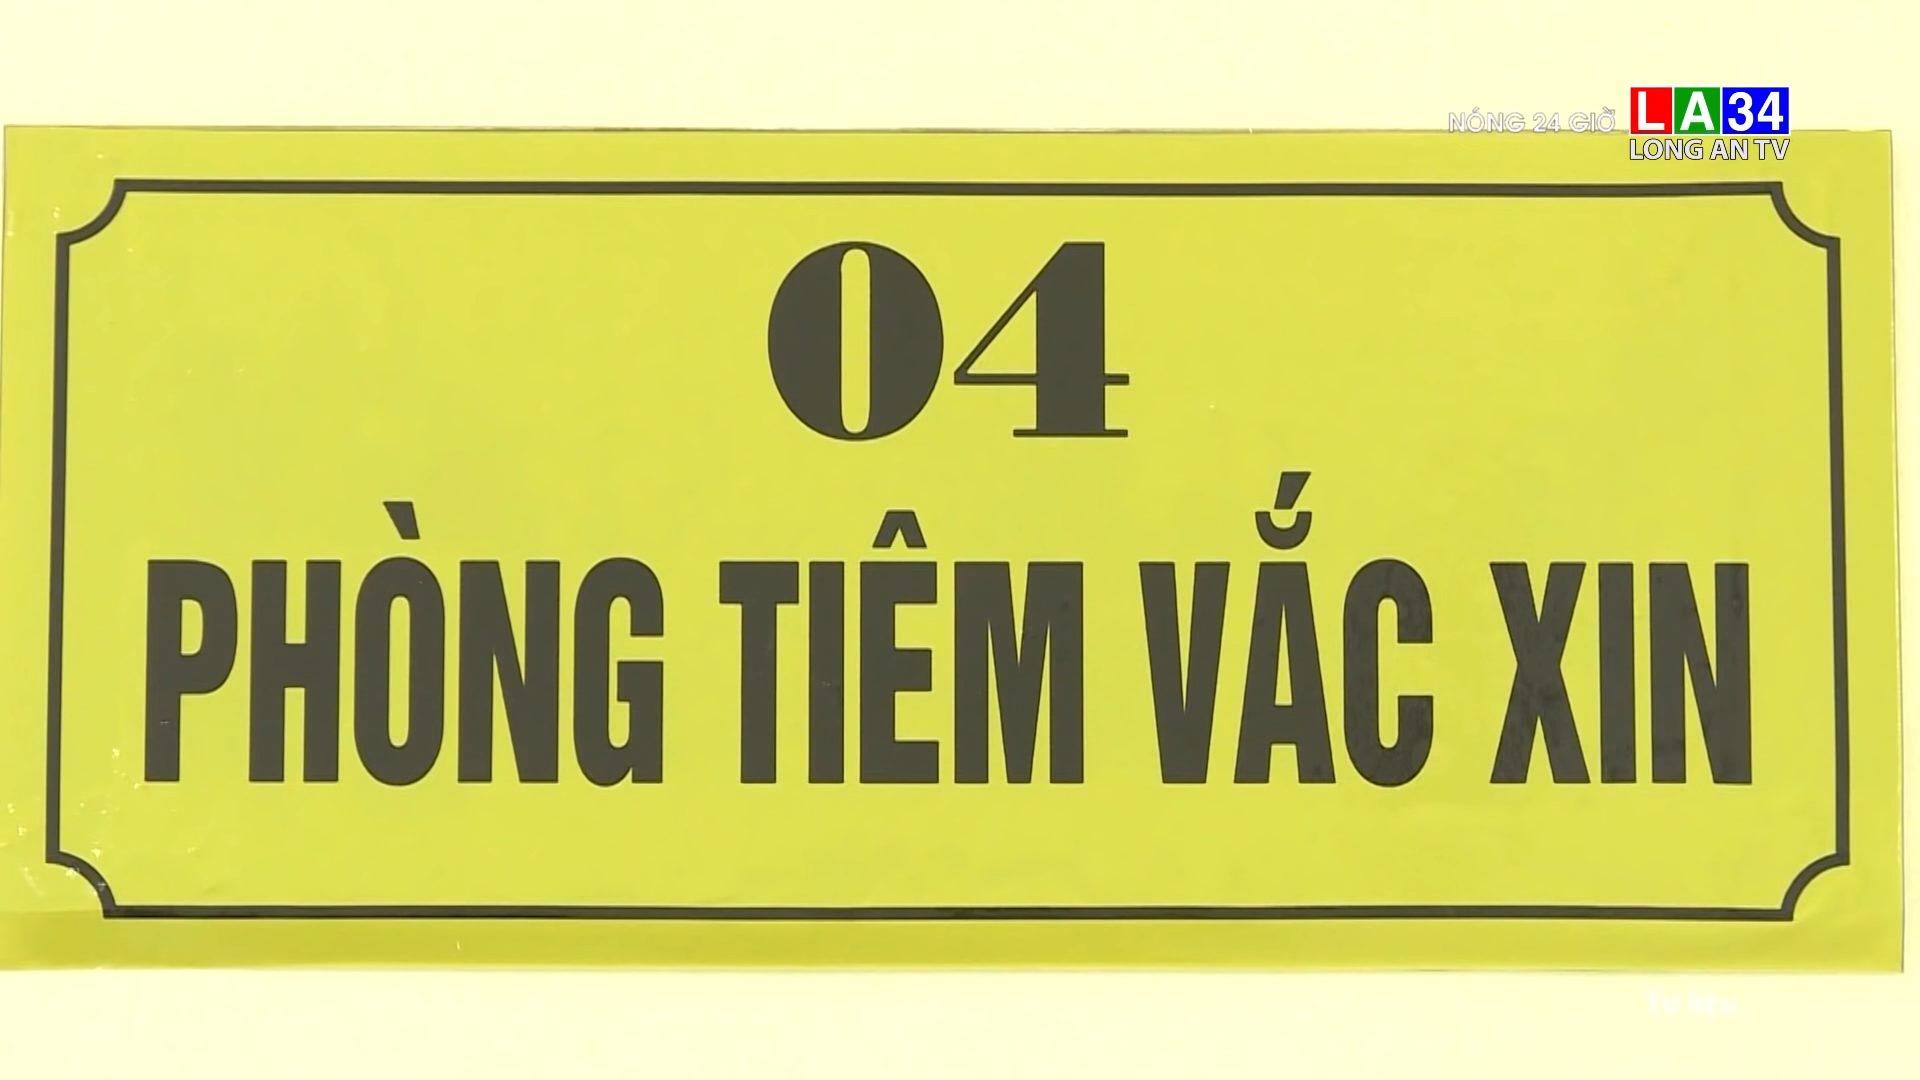 NÓNG 24 GIỜ
LA34
LONG AN TV
04
PHÒNG TIÊM VẮC XIN